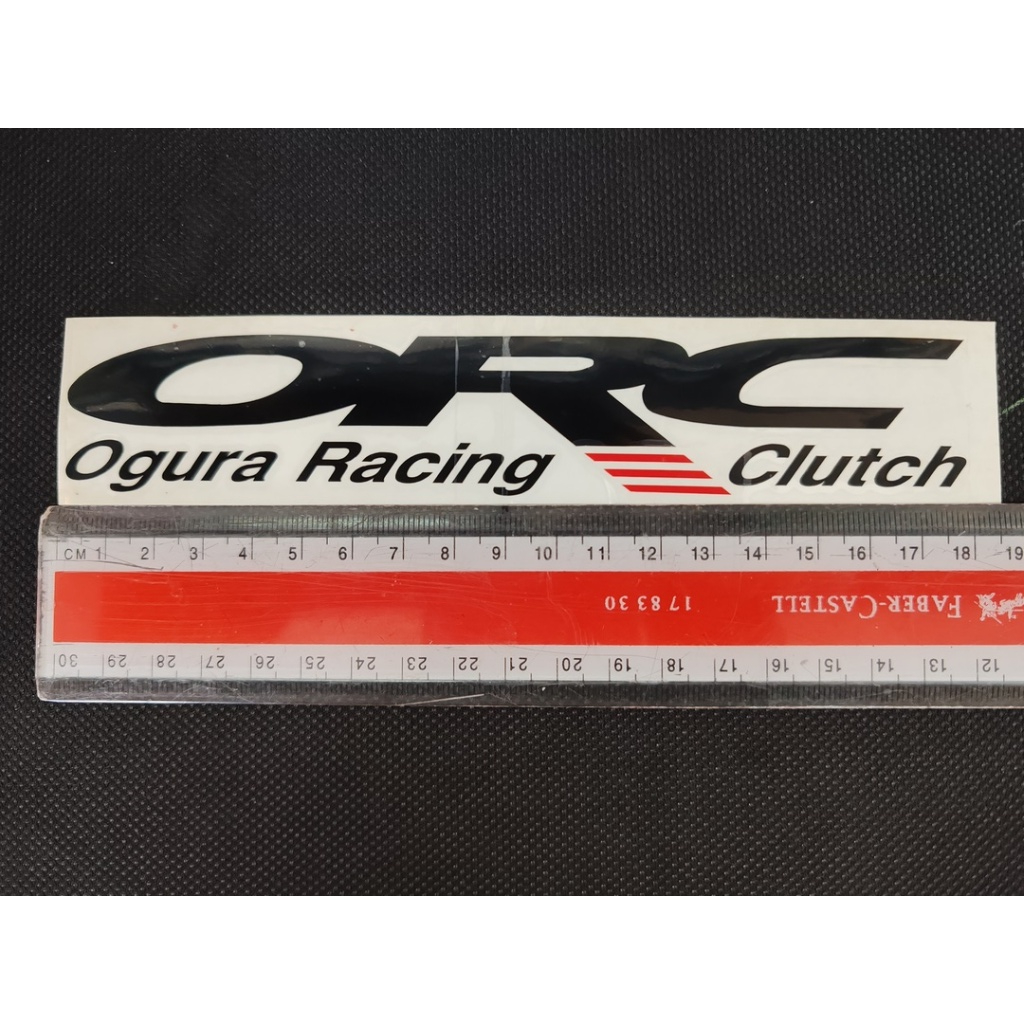 ORC
Ogura Racing Clutch
CM 1 2 3 4 5 6 7 8 9 10 11 12 13 14 15 16 17 18 19
17 83 30 FABER-CASTELL
30 29 28 27 26 25 24 23 22 21 20 19 18 17 16 15 14 13 12